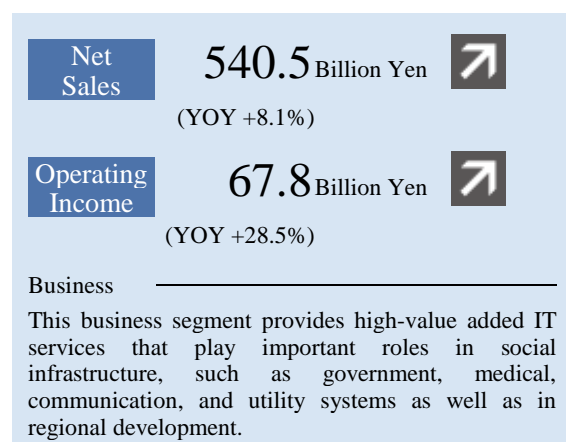 Net
Sales
540.5 Billion Yen
(YOY +8.1%)
Operating
Income
67.8 Billion Yen
(YOY +28.5%)
Business
This business segment provides high-value added IT
services that play important roles in social
infrastructure, such as government, medical,
communication, and utility systems as well as in
regional development.